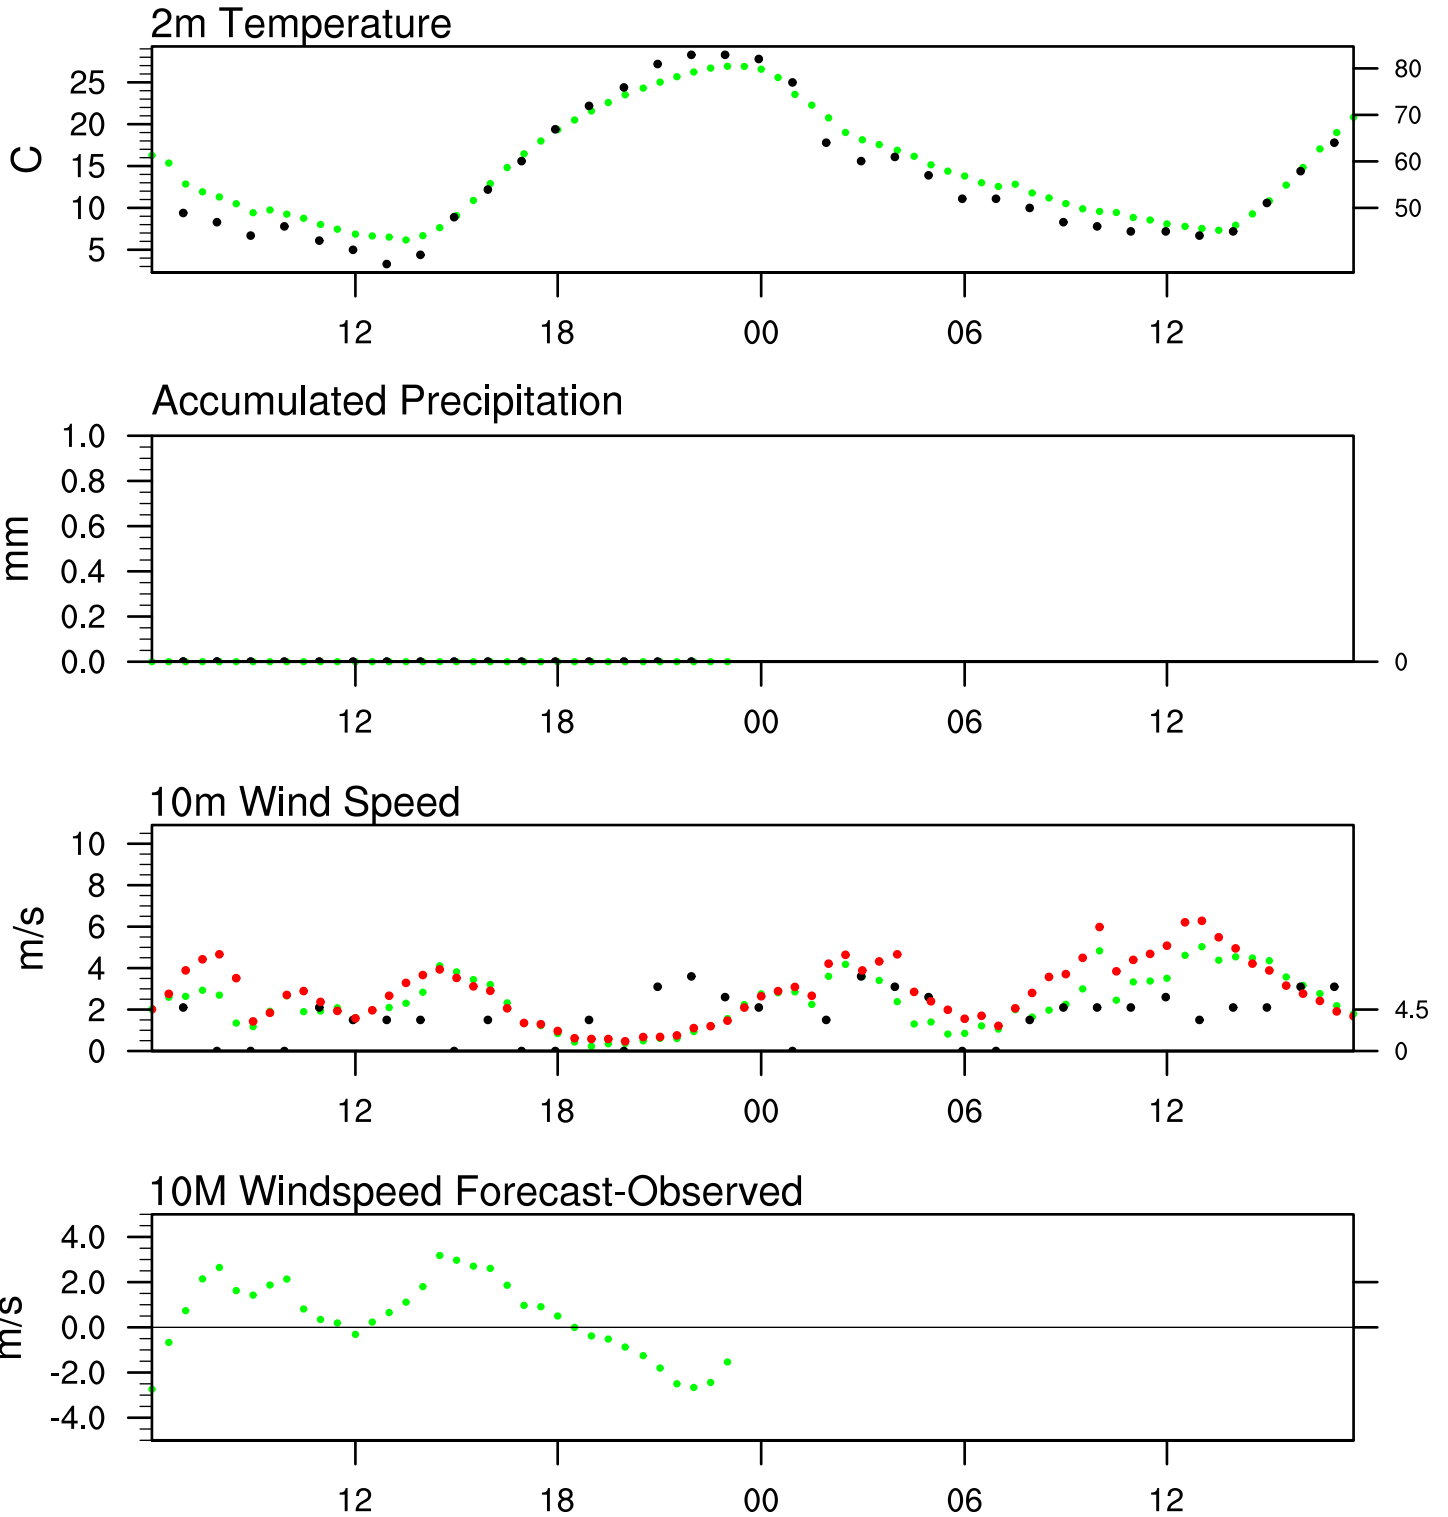 2m Temperature
25
20
15
10
5
C
80
70
60
50
12 18 00 06 12
Accumulated Precipitation
1.0
0.8
0.6
0.4
0.2
0.0
mm
0
12 18 00 06 12
10m Wind Speed
10
8
6
4
2
0
m/s
4.5
0
12 18 00 06 12
10M Windspeed Forecast-Observed
4.0
2.0
0.0
-2.0
-4.0
m/s
12 18 00 06 12